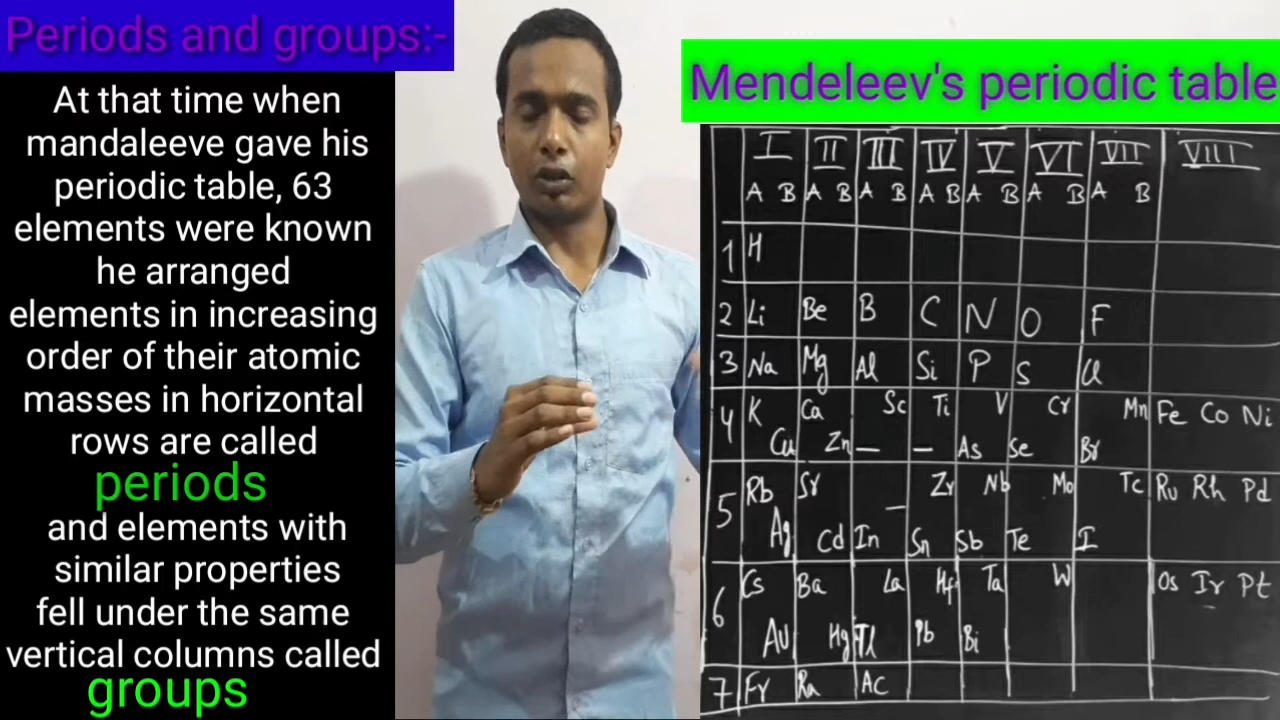 Periods and groups:-
At that time when
mandaleeve gave his
periodic table, 63
elements were known
he arranged
elements in increasing
order of their atomic
masses in horizontal
rows are called
periods
and elements with
similar properties
fell under the same
vertical columns called
groups
Mendeleev's periodic table
I II III IV V VI VII VIII
A B A B A B A B A B A B A B
1 H
2 Li Be B C N O F
3 Na Mg Al Si P S Cl
4 K Ca Sc Ti V Cr Mn Fe Co Ni
Cu Zn — — As Se Br
5 Rb Sr — Zr Nb Mo Tc Ru Rh Pd
Ag Cd In Sn Sb Te I
6 Cs Ba La Hf Ta W Os Ir Pt
AU Hg Tl Pb Bi
7 Fr Ra AC